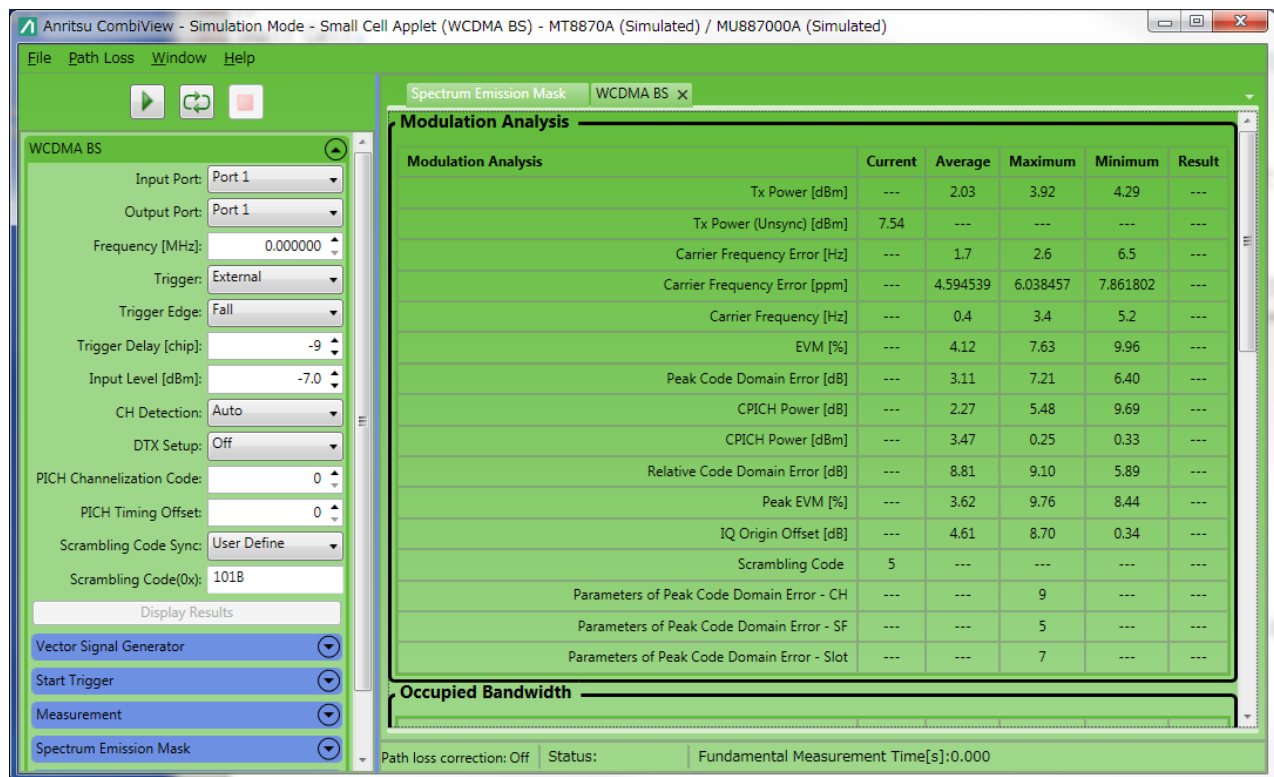 Anritsu CombiView - Simulation Mode - Small Cell Applet (WCDMA BS) - MT8870A (Simulated) / MU887000A (Simulated)
File Path Loss Window Help
WCDMA BS
Input Port: Port 1
Output Port: Port 1
Frequency [MHz]: 0.000000
Trigger: External
Trigger Edge: Fall
Trigger Delay [chip]: -9
Input Level [dBm]: -7.0
CH Detection: Auto
DTX Setup: Off
PICH Channelization Code: 0
PICH Timing Offset: 0
Scrambling Code Sync: User Define
Scrambling Code(0x): 101B
Display Results
Vector Signal Generator
Start Trigger
Measurement
Spectrum Emission Mask
Spectrum Emission Mask WCDMA BS
Modulation Analysis
Modulation Analysis Current Average Maximum Minimum Result
Tx Power [dBm] --- 2.03 3.92 4.29 ---
Tx Power (Unsync) [dBm] 7.54 --- --- --- ---
Carrier Frequency Error [Hz] --- 1.7 2.6 6.5 ---
Carrier Frequency Error [ppm] --- 4.594539 6.038457 7.861802 ---
Carrier Frequency [Hz] --- 0.4 3.4 5.2 ---
EVM [%] --- 4.12 7.63 9.96 ---
Peak Code Domain Error [dB] --- 3.11 7.21 6.40 ---
CPICH Power [dB] --- 2.27 5.48 9.69 ---
CPICH Power [dBm] --- 3.47 0.25 0.33 ---
Relative Code Domain Error [dB] --- 8.81 9.10 5.89 ---
Peak EVM [%] --- 3.62 9.76 8.44 ---
IQ Origin Offset [dB] --- 4.61 8.70 0.34 ---
Scrambling Code 5 --- --- --- ---
Parameters of Peak Code Domain Error - CH --- --- 9 --- ---
Parameters of Peak Code Domain Error - SF --- --- 5 --- ---
Parameters of Peak Code Domain Error - Slot --- --- 7 --- ---
Occupied Bandwidth
Path loss correction: Off Status: Fundamental Measurement Time[s]:0.000